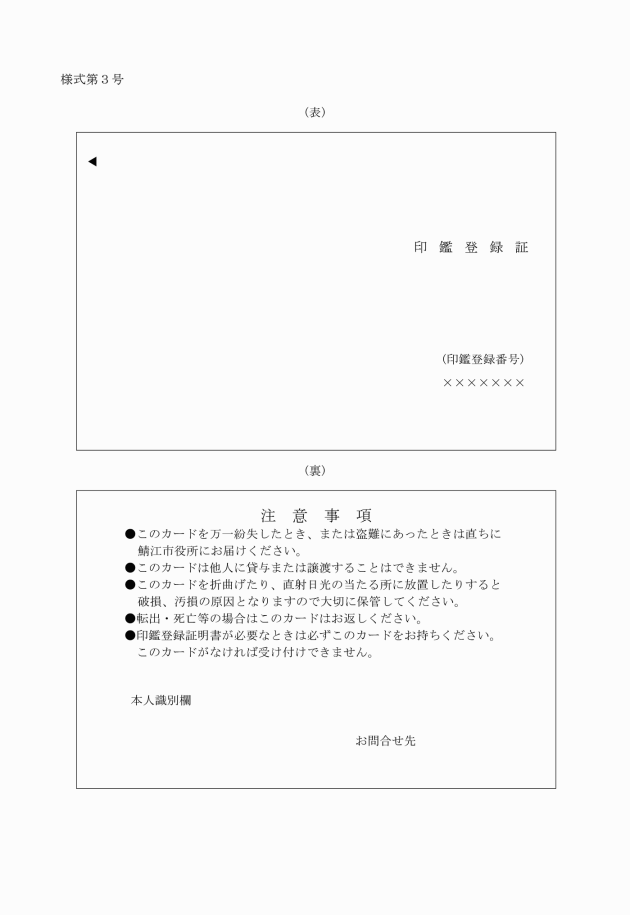 様式第３号
（表）
◀
印　鑑　登　録　証
（印鑑登録番号）
×××××××
（裏）
注　意　事　項
●このカードを万一紛失したとき、または盗難にあったときは直ちに
鯖江市役所にお届けください。
●このカードは他人に貸与または譲渡することはできません。
●このカードを折曲げたり、直射日光の当たる所に放置したりすると
破損、汚損の原因となりますので大切に保管してください。
●転出・死亡等の場合はこのカードはお返しください。
●印鑑登録証明書が必要なときは必ずこのカードをお持ちください。
このカードがなければ受け付けできません。
本人識別欄
お問合せ先